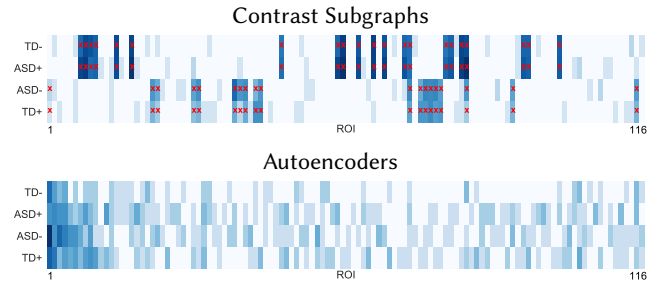 Contrast Subgraphs
TD-
ASD+
ASD-
TD+
1 ROI 116
Autoencoders
TD-
ASD+
ASD-
TD+
1 ROI 116